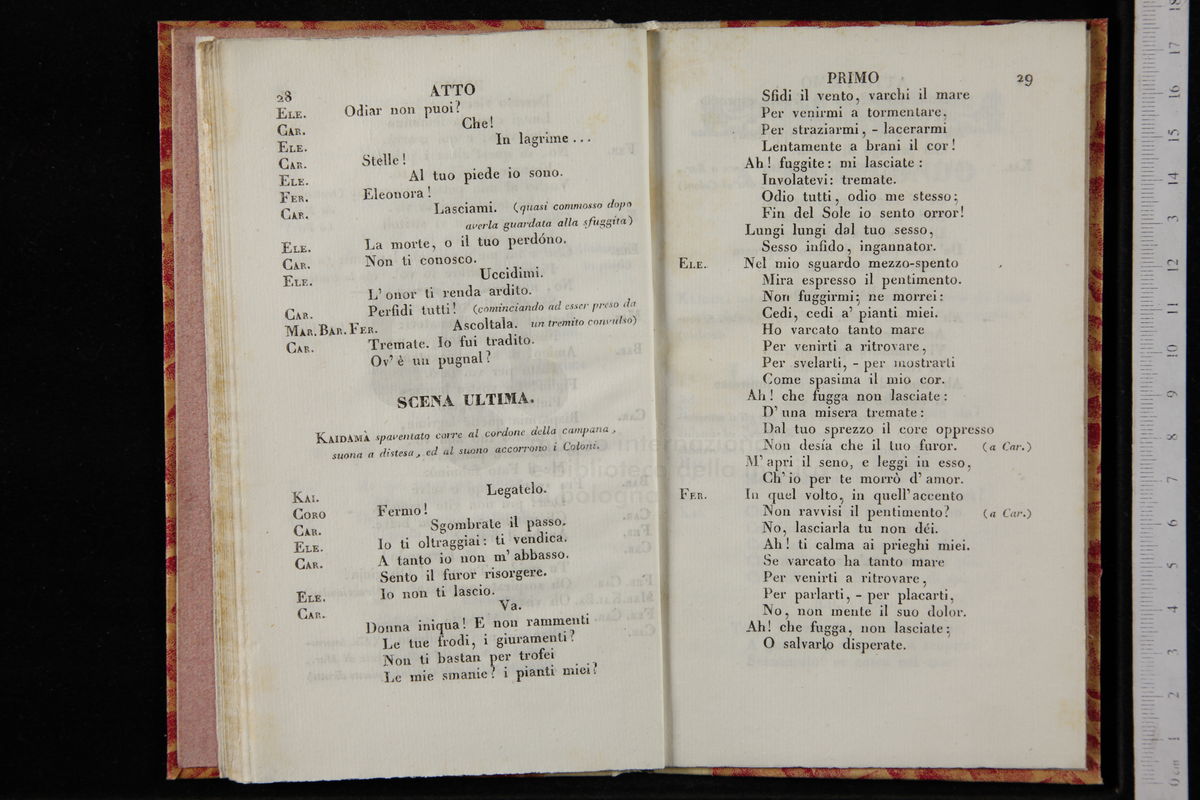 28
ATTO
ELE. Odiar non puoi?
CAR. Che!
ELE. In lagrime...
CAR. Stelle!
ELE. Al tuo piede io sono.
FER. Eleonora!
CAR. Lasciami. (quasi commosso dopo
averla guardata alla sfuggita)
ELE. La morte, o il tuo perdóno.
CAR. Non ti conosco.
ELE. Uccidimi.
L' onor ti renda ardito.
CAR. Perfidi tutti! (cominciando ad esser preso da
MAR. BAR. FER. Ascoltala. un tremito convulso)
CAR. Tremate. Io fui tradito.
Ov' è un pugnal?
SCENA ULTIMA.
KAIDAMÀ spaventato corre al cordone della campana,
suona a distesa, ed al suono accorrono i Coloni.
KAI. Legatelo.
CORO Fermo!
CAR. Sgombrate il passo.
ELE. Io ti oltraggiai: ti vendica.
CAR. A tanto io non m' abbasso.
Sento il furor risorgere.
ELE. Io non ti lascio.
CAR. Va.
Donna iniqua! E non rammenti
Le tue frodi, i giuramenti?
Non ti bastan per trofei
Le mie smanie? i pianti miei?
PRIMO
29
Sfidi il vento, varchi il mare
Per venirmi a tormentare,
Per straziarmi, - lacerarmi
Lentamente a brani il cor!
Ah! fuggite: mi lasciate:
Involatevi: tremate.
Odio tutti, odio me stesso;
Fin del Sole io sento orror!
Lungi lungi dal tuo sesso,
Sesso infido, ingannator.
ELE. Nel mio sguardo mezzo-spento
Mira espresso il pentimento.
Non fuggirmi; ne morrei:
Cedi, cedi a' pianti miei.
Ho varcato tanto mare
Per venirti a ritrovare,
Per svelarti, - per mostrarti
Come spasima il mio cor.
Ah! che fugga non lasciate:
D' una misera tremate:
Dal tuo sprezzo il core oppresso
Non desía che il tuo furor. (a Car.)
M' apri il seno, e leggi in esso,
Ch' io per te morrò d' amor.
FER. In quel volto, in quell' accento
Non ravvisi il pentimento? (a Car.)
No, lasciarla tu non déi.
Ah! ti calma ai prieghi miei.
Se varcato ha tanto mare
Per venirti a ritrovare,
Per parlarti, - per placarti,
No, non mente il suo dolor.
Ah! che fugga, non lasciate;
O salvarlo disperate.